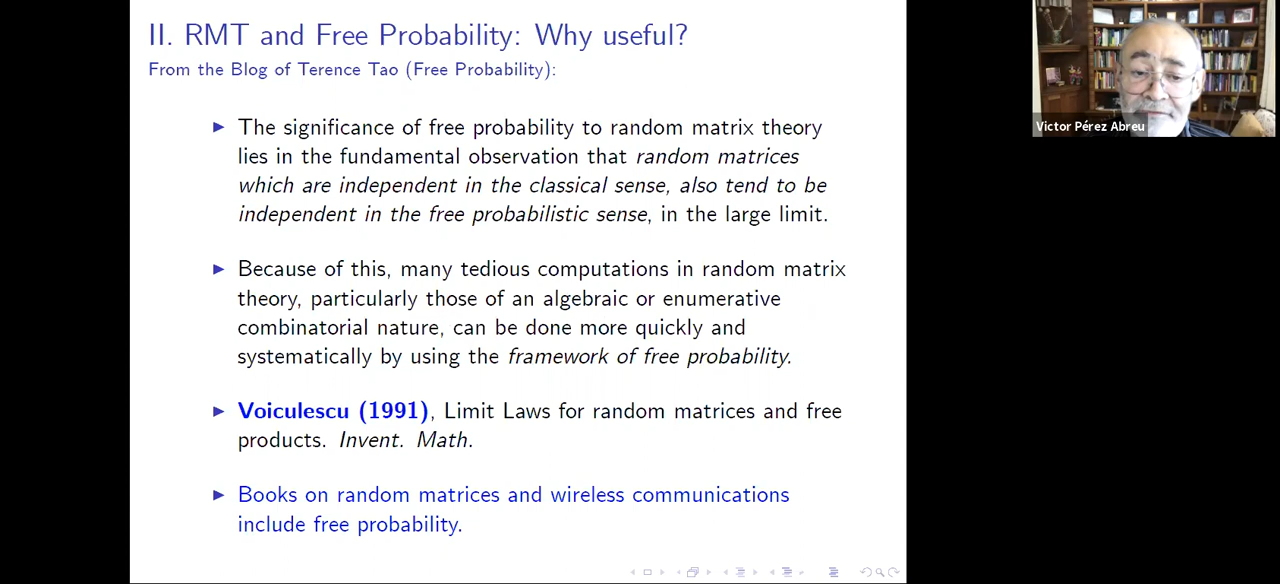 II. RMT and Free Probability: Why useful?
From the Blog of Terence Tao (Free Probability):
The significance of free probability to random matrix theory
lies in the fundamental observation that random matrices
which are independent in the classical sense, also tend to be
independent in the free probabilistic sense, in the large limit.
Because of this, many tedious computations in random matrix
theory, particularly those of an algebraic or enumerative
combinatorial nature, can be done more quickly and
systematically by using the framework of free probability.
Voiculescu (1991), Limit Laws for random matrices and free
products. Invent. Math.
Books on random matrices and wireless communications
include free probability.
Victor Pérez Abreu